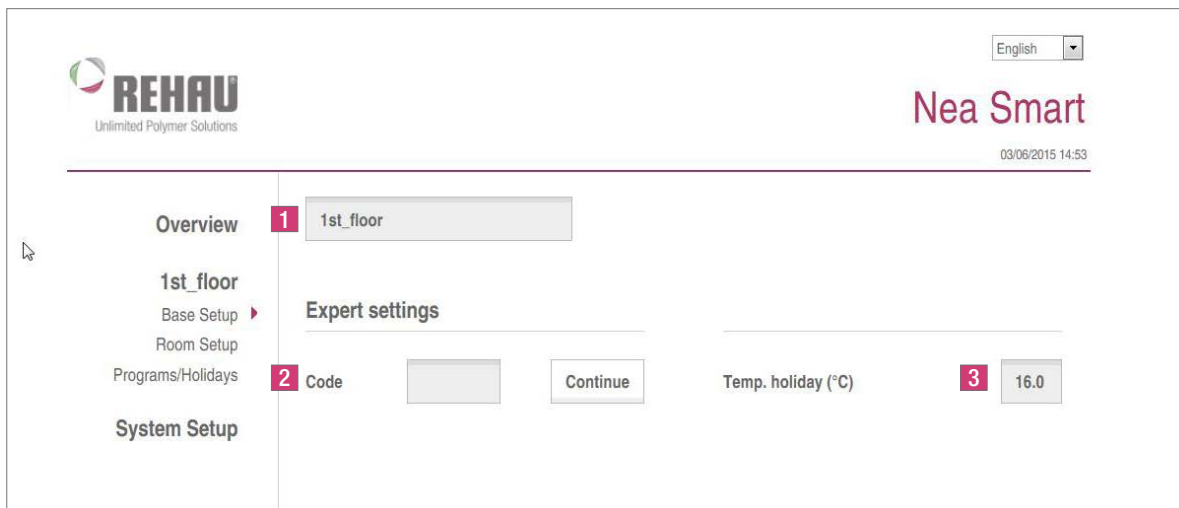 English
REHAU
Unlimited Polymer Solutions
Nea Smart
03/06/2015 14:53
Overview
1 1st_floor
1st_floor
Base Setup
Expert settings
Room Setup
Programs/Holidays
2 Code Continue Temp. holiday (°C) 3 16.0
System Setup